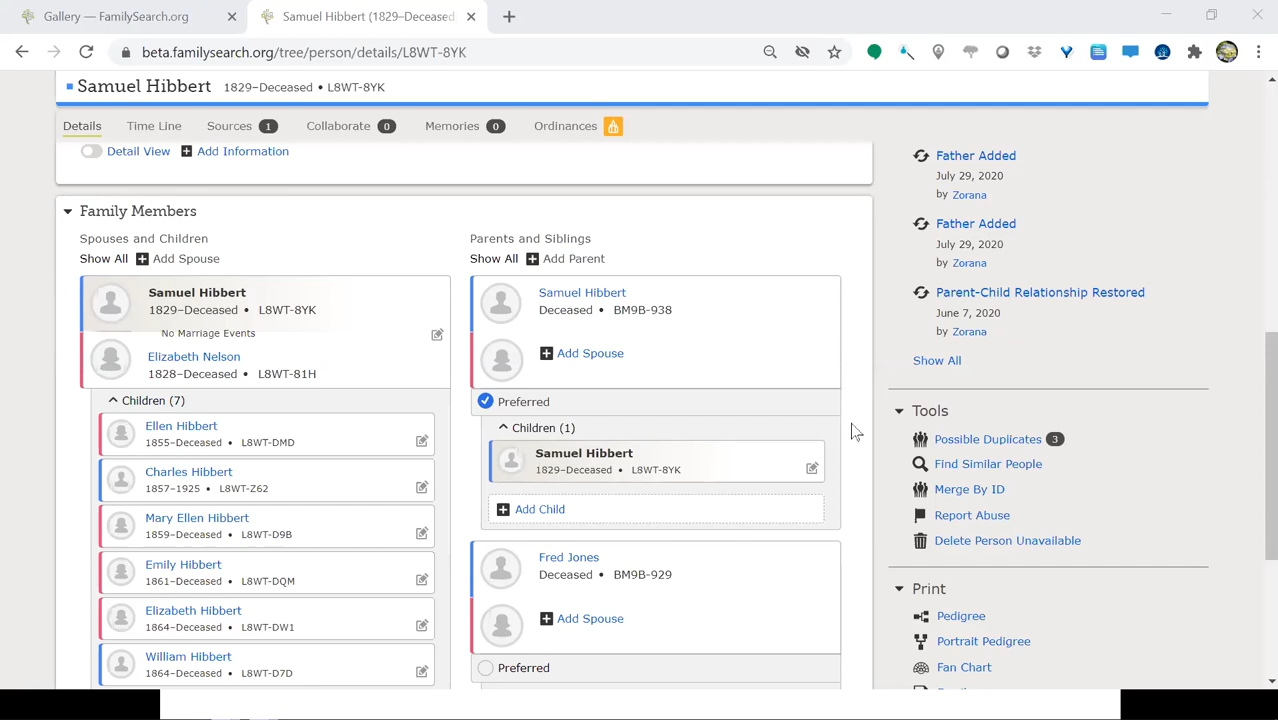 Gallery — FamilySearch.org
Samuel Hibbert (1829–Deceased)
beta.familysearch.org/tree/person/details/L8WT-8YK
Samuel Hibbert 1829–Deceased • L8WT-8YK
Details Time Line Sources 1 Collaborate 0 Memories 0 Ordinances
Detail View Add Information
Family Members
Spouses and Children
Show All Add Spouse
Samuel Hibbert
1829–Deceased • L8WT-8YK
No Marriage Events
Elizabeth Nelson
1828–Deceased • L8WT-81H
Children (7)
Ellen Hibbert
1855–Deceased • L8WT-DMD
Charles Hibbert
1857–1925 • L8WT-Z62
Mary Ellen Hibbert
1859–Deceased • L8WT-D9B
Emily Hibbert
1861–Deceased • L8WT-DQM
Elizabeth Hibbert
1864–Deceased • L8WT-DW1
William Hibbert
1864–Deceased • L8WT-D7D
Parents and Siblings
Show All Add Parent
Samuel Hibbert
Deceased • BM9B-938
Add Spouse
Preferred
Children (1)
Samuel Hibbert
1829–Deceased • L8WT-8YK
Add Child
Fred Jones
Deceased • BM9B-929
Add Spouse
Preferred
Father Added
July 29, 2020
by Zorana
Father Added
July 29, 2020
by Zorana
Parent-Child Relationship Restored
June 7, 2020
by Zorana
Show All
Tools
Possible Duplicates 3
Find Similar People
Merge By ID
Report Abuse
Delete Person Unavailable
Print
Pedigree
Portrait Pedigree
Fan Chart